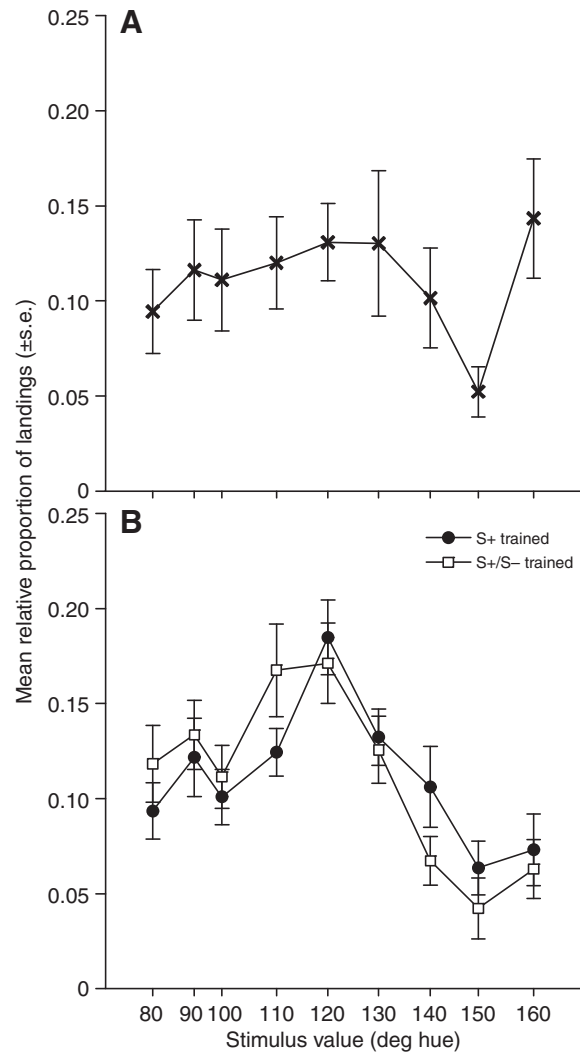 A
0.25
0.20
0.15
0.10
0.05
0
Mean relative proportion of landings (±s.e.)
B
0.25
0.20
0.15
0.10
0.05
0
S+ trained
S+/S– trained
80 90 100 110 120 130 140 150 160
Stimulus value (deg hue)